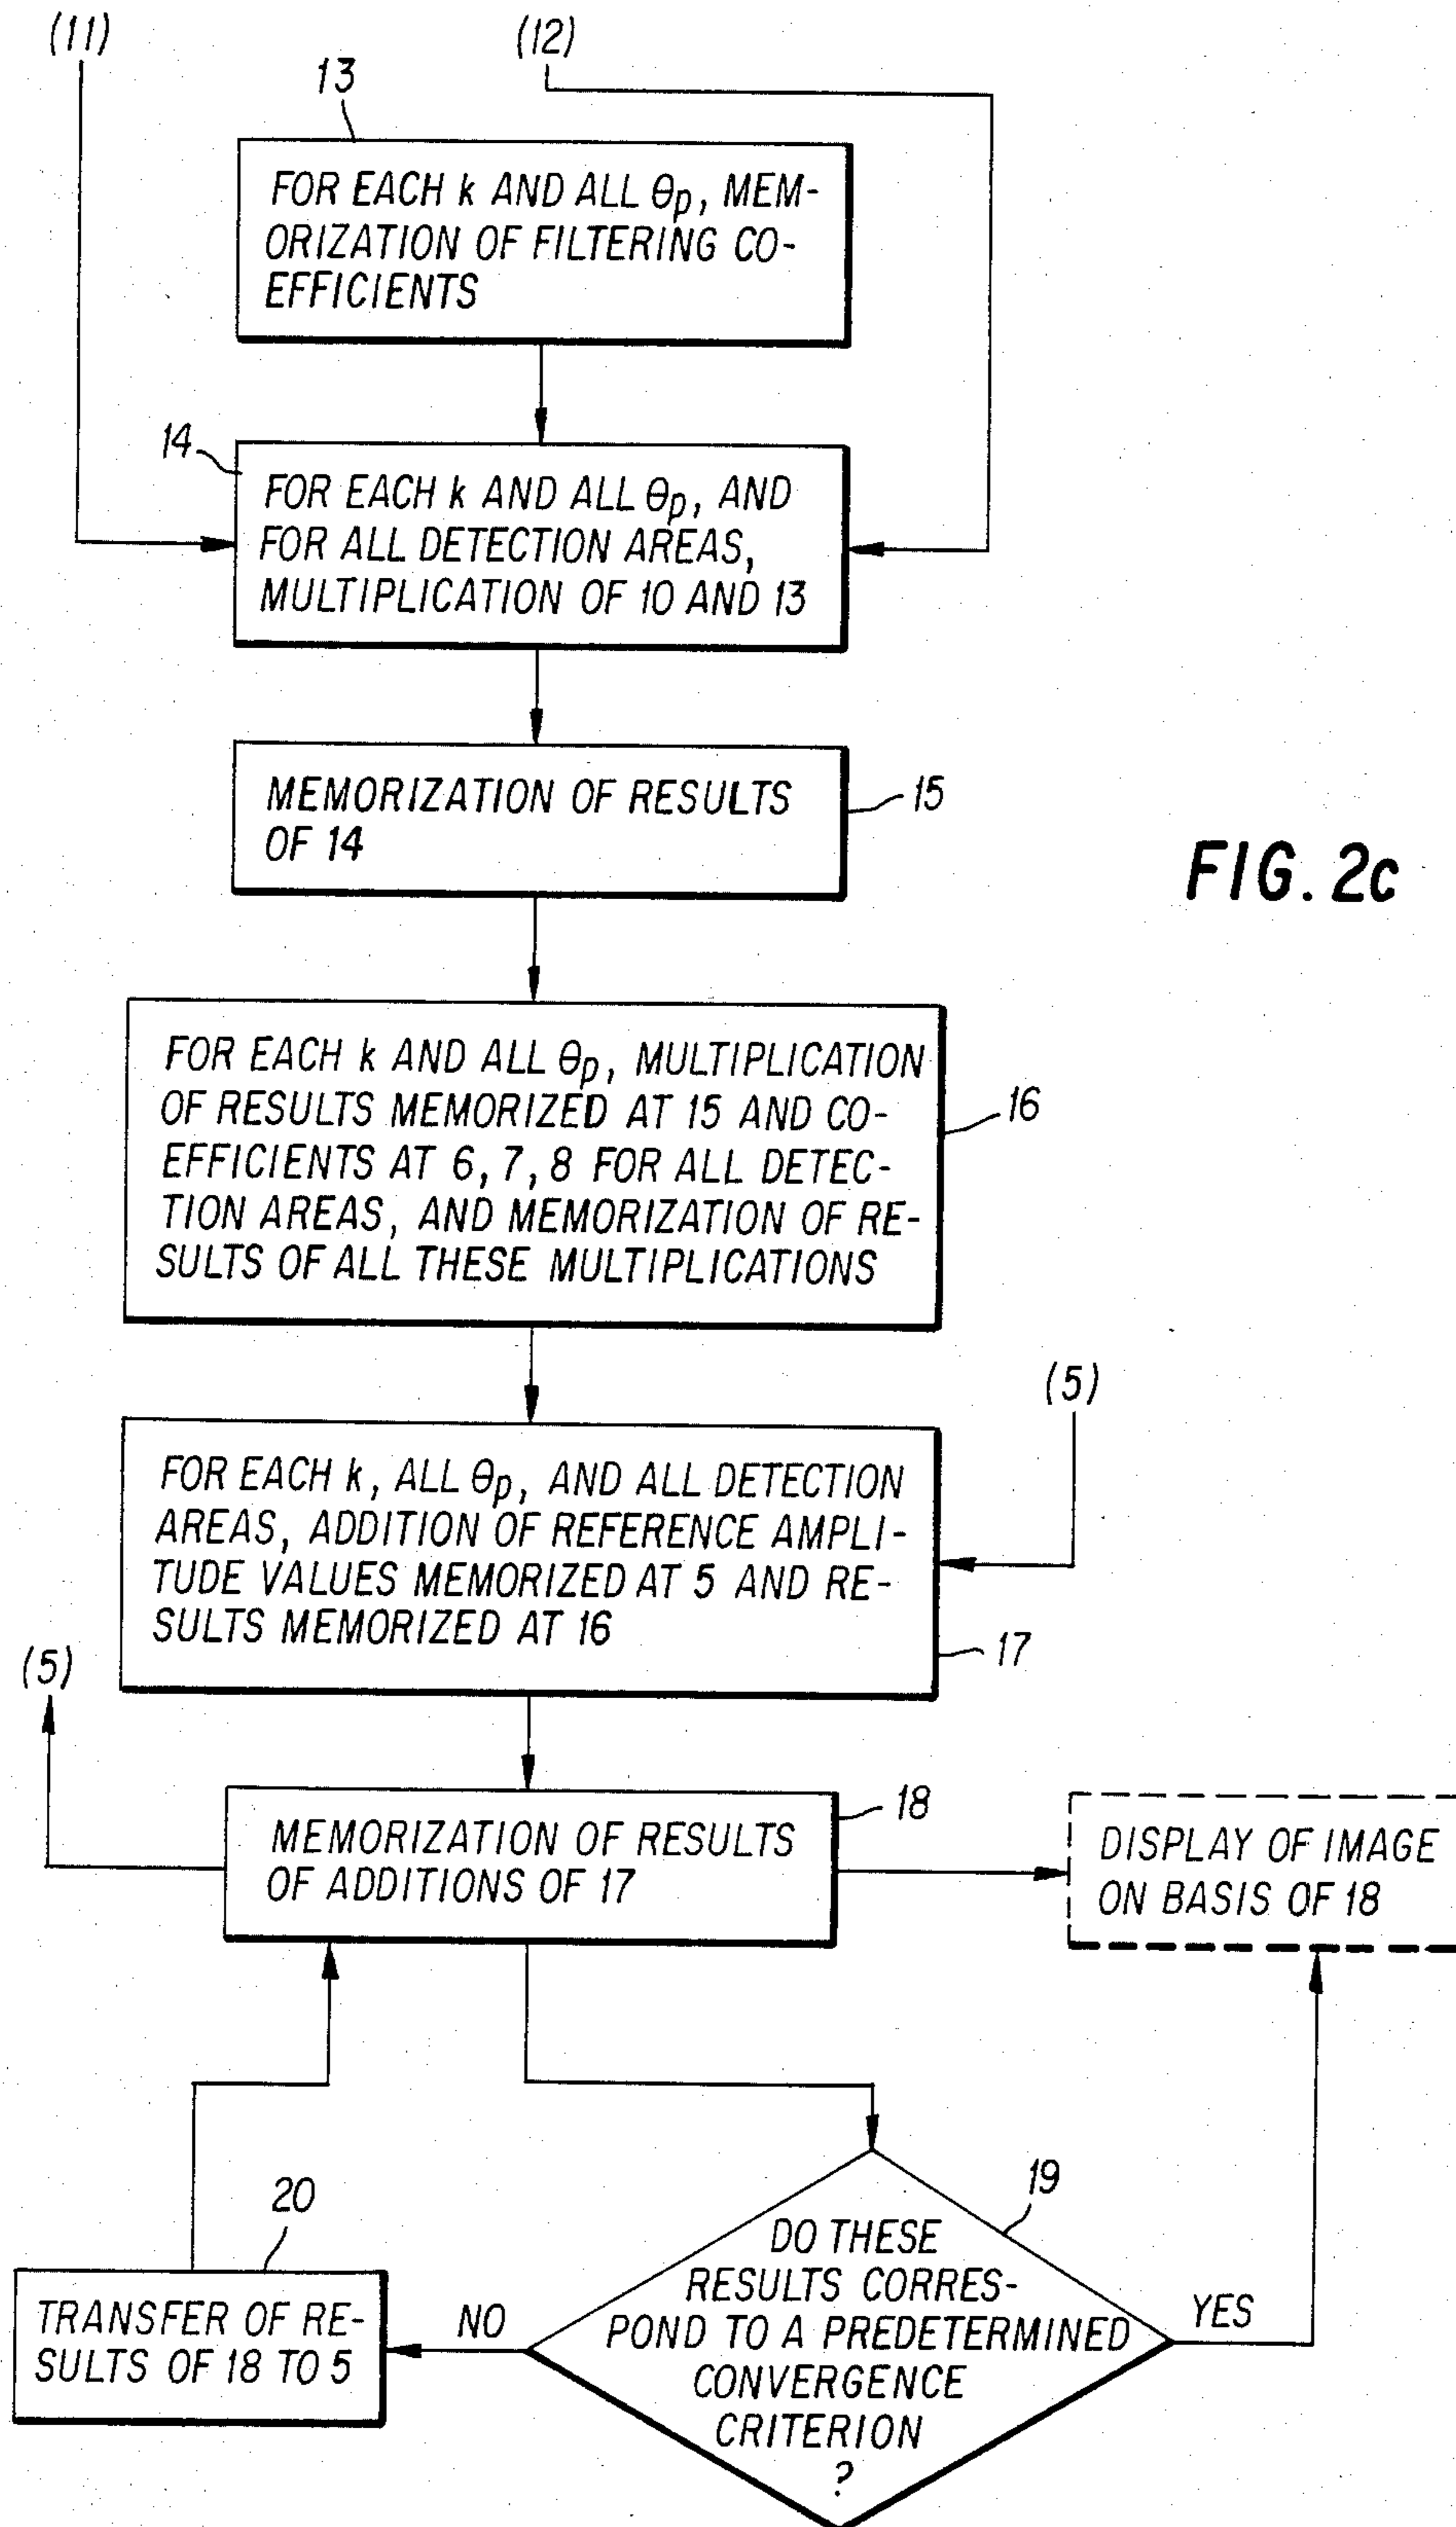 (11)
(12)
13
FOR EACH k AND ALL θp, MEM-
ORIZATION OF FILTERING CO-
EFFICIENTS
14
FOR EACH k AND ALL θp, AND
FOR ALL DETECTION AREAS,
MULTIPLICATION OF 10 AND 13
MEMORIZATION OF RESULTS
OF 14
15
FIG. 2c
FOR EACH k AND ALL θp, MULTIPLICATION
OF RESULTS MEMORIZED AT 15 AND CO-
EFFICIENTS AT 6, 7, 8 FOR ALL DETEC-
TION AREAS, AND MEMORIZATION OF RE-
SULTS OF ALL THESE MULTIPLICATIONS
16
(5)
FOR EACH k, ALL θp, AND ALL DETECTION
AREAS, ADDITION OF REFERENCE AMPLI-
TUDE VALUES MEMORIZED AT 5 AND RE-
SULTS MEMORIZED AT 16
17
(5)
MEMORIZATION OF RESULTS
OF ADDITIONS OF 17
18
DISPLAY OF IMAGE
ON BASIS OF 18
20
TRANSFER OF RE-
SULTS OF 18 TO 5
NO
19
DO THESE
RESULTS CORRES-
POND TO A PREDETERMINED
CONVERGENCE
CRITERION
?
YES